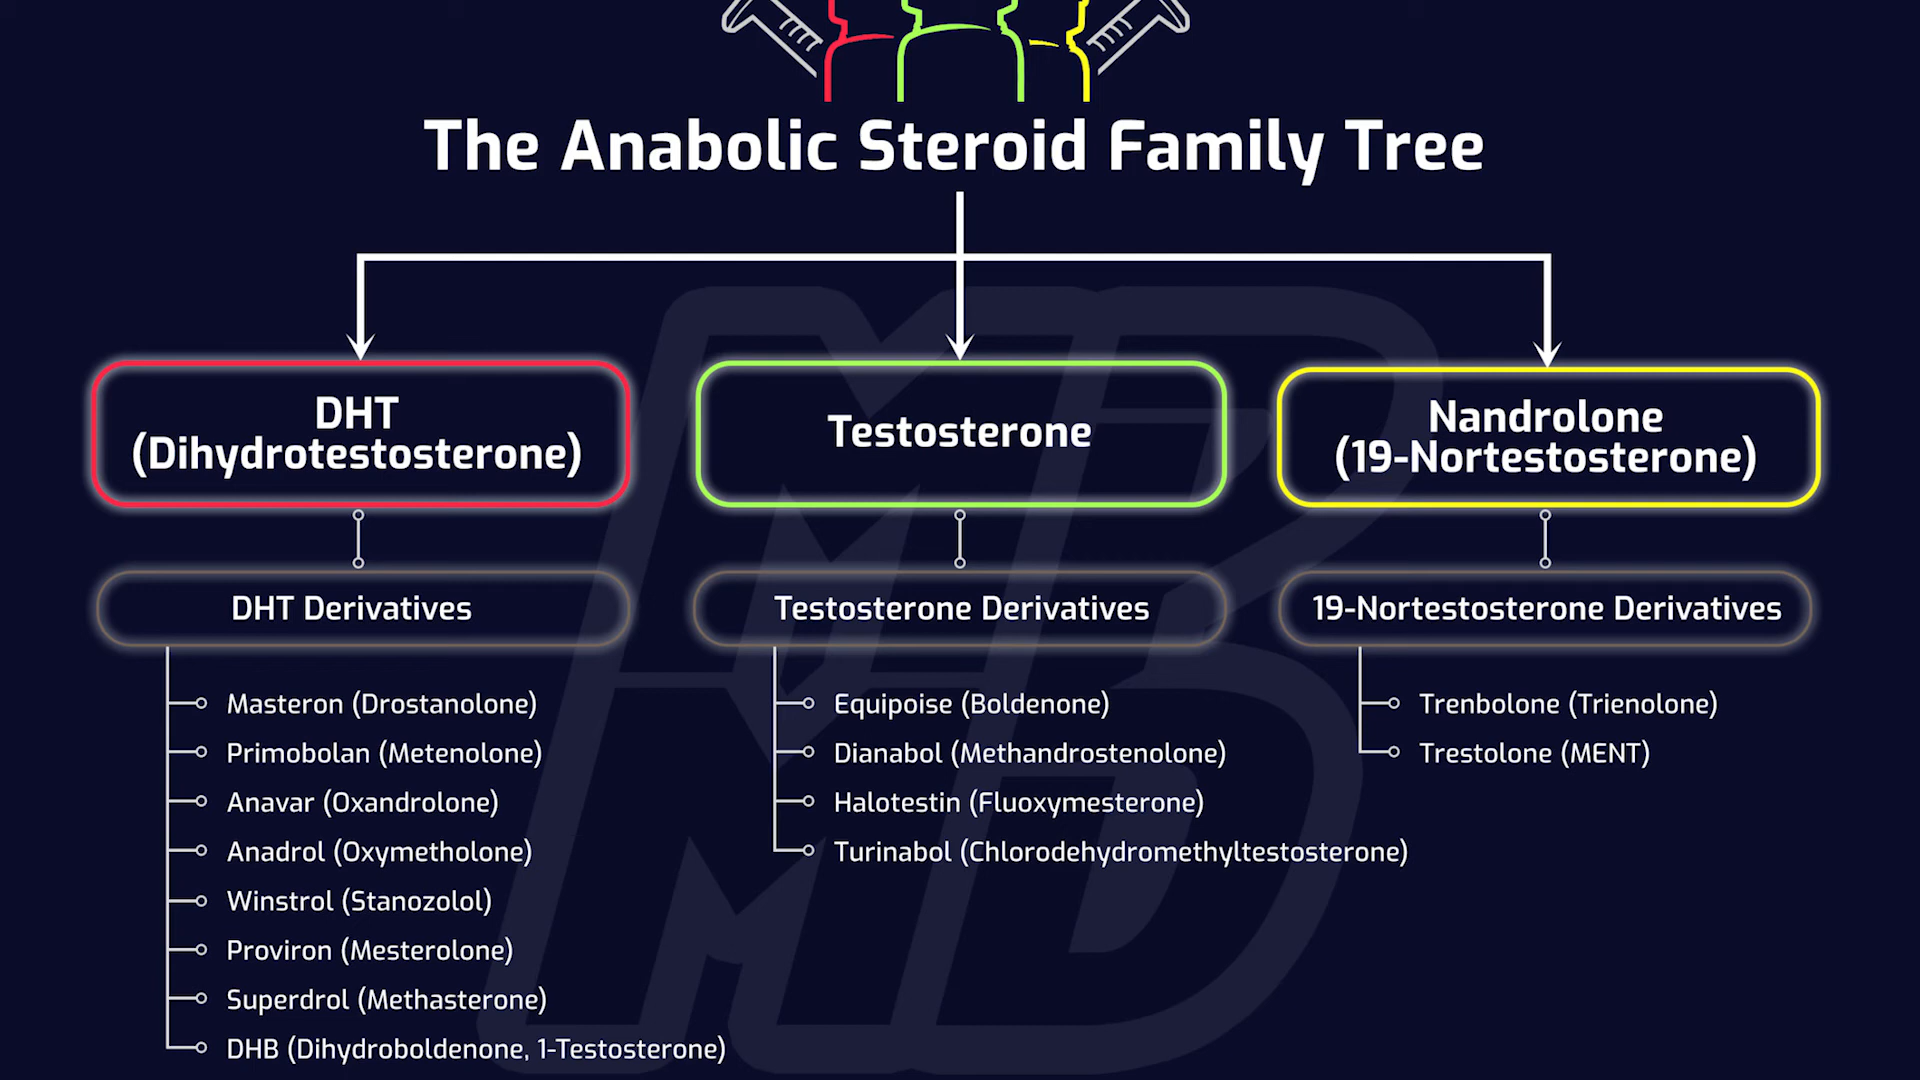 The Anabolic Steroid Family Tree
DHT
(Dihydrotestosterone)
DHT Derivatives
Masteron (Drostanolone)
Primobolan (Metenolone)
Anavar (Oxandrolone)
Anadrol (Oxymetholone)
Winstrol (Stanozolol)
Proviron (Mesterolone)
Superdrol (Methasterone)
DHB (Dihydroboldenone, 1-Testosterone)
Testosterone
Testosterone Derivatives
Equipoise (Boldenone)
Dianabol (Methandrostenolone)
Halotestin (Fluoxymesterone)
Turinabol (Chlorodehydromethyltestosterone)
Nandrolone
(19-Nortestosterone)
19-Nortestosterone Derivatives
Trenbolone (Trienolone)
Trestolone (MENT)